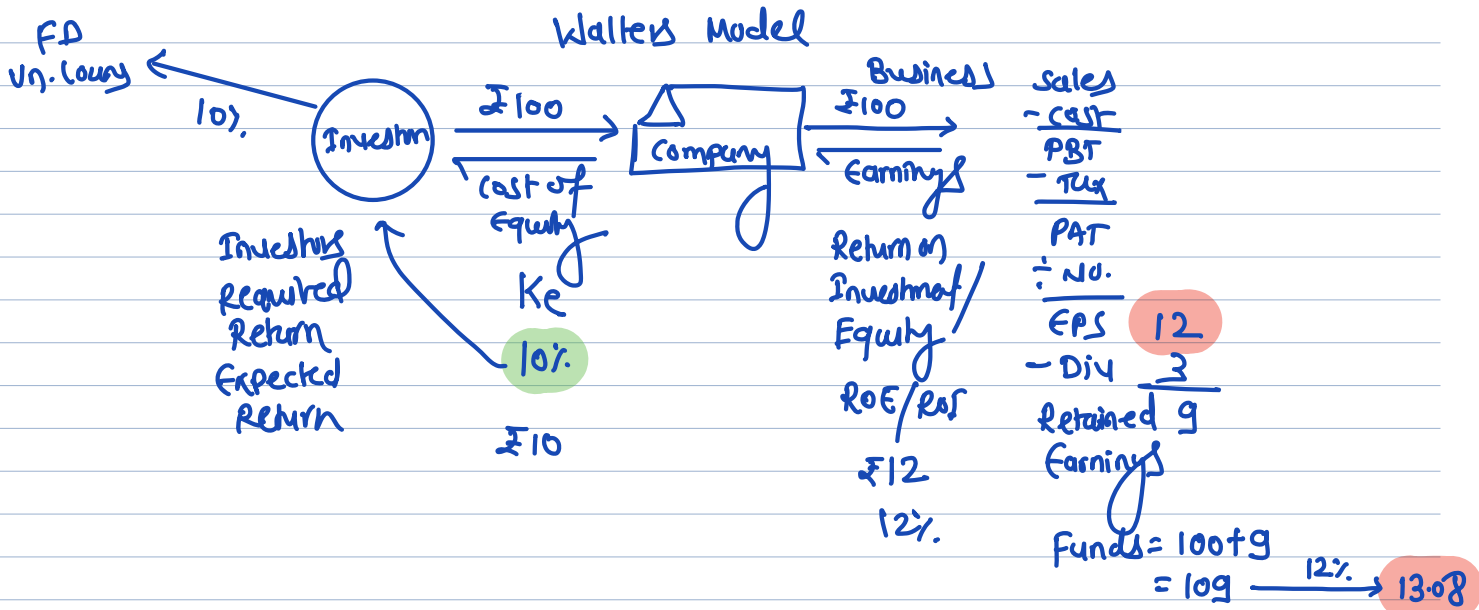 Walters Model
FD
10%
Investor
₹100
Cost of
Equity
Ke
10%
₹10
Investors
Required
Return
Expected
Return
Company
Business
₹100
Earnings
Return on
Investment/
Equity
ROE/ROI
₹12
12%
Sales
- Cost
PBT
- Tax
PAT
÷ No.
EPS 12
- Div 3
Retained 9
Earnings
Funds = 100+9
= 109 12% 13.08